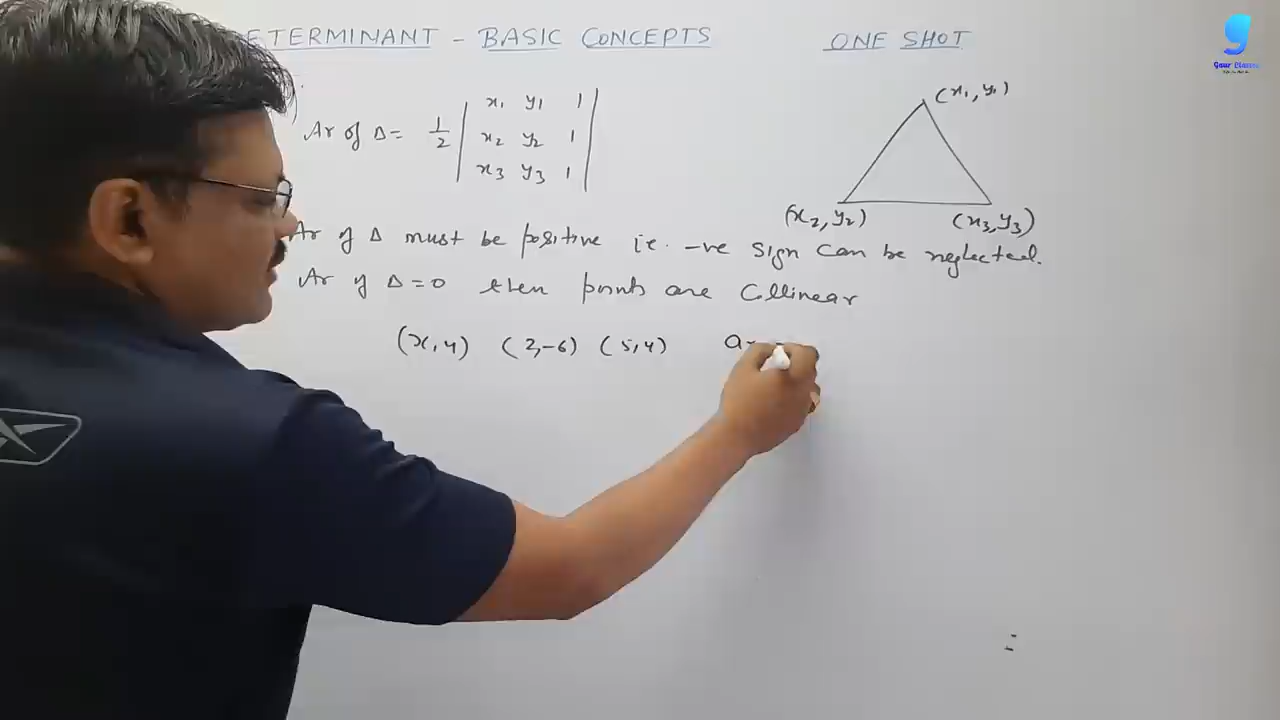 ETERMINANT - BASIC CONCEPTS ONE SHOT
Ar of Δ = 1/2 | x₁ y₁ 1 |
| x₂ y₂ 1 |
| x₃ y₃ 1 |
(x₁, y₁)
(x₂, y₂) (x₃, y₃)
Ar of Δ must be positive i.e. -ve sign can be neglected.
Ar of Δ = 0 then points are Collinear
(x, 4) (2, -6) (5, 4)